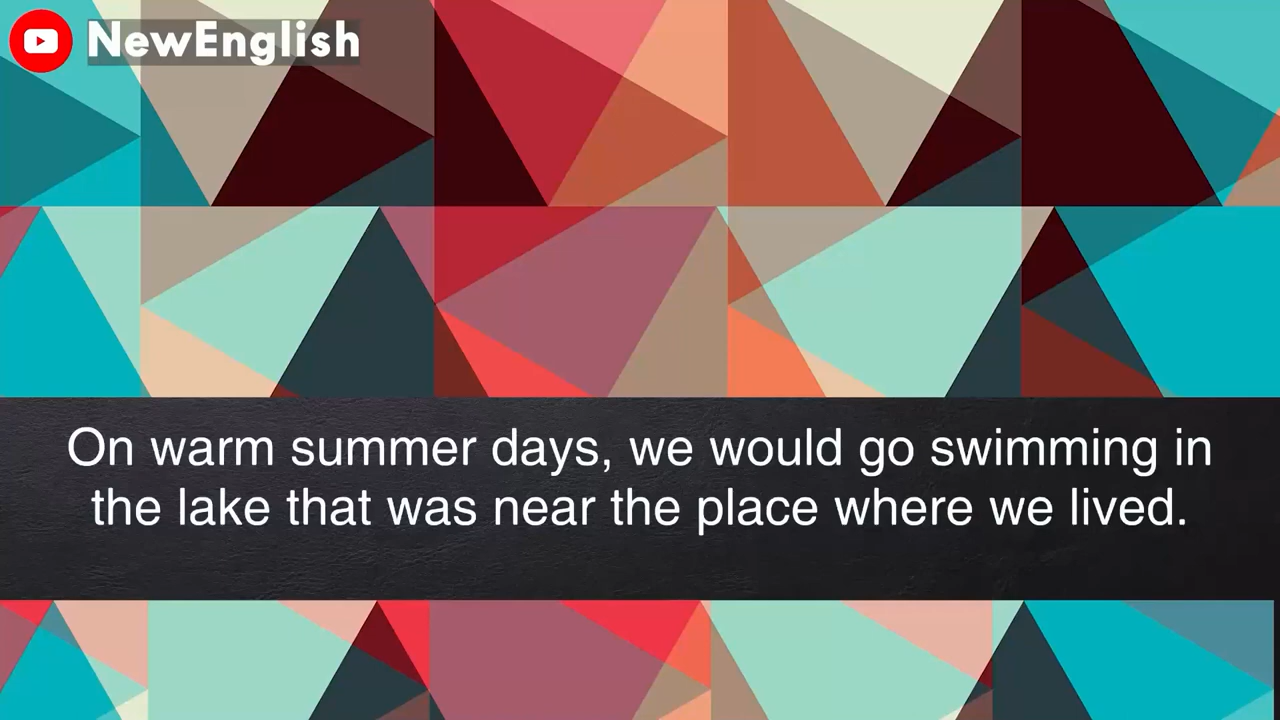 NewEnglish
On warm summer days, we would go swimming in
the lake that was near the place where we lived.